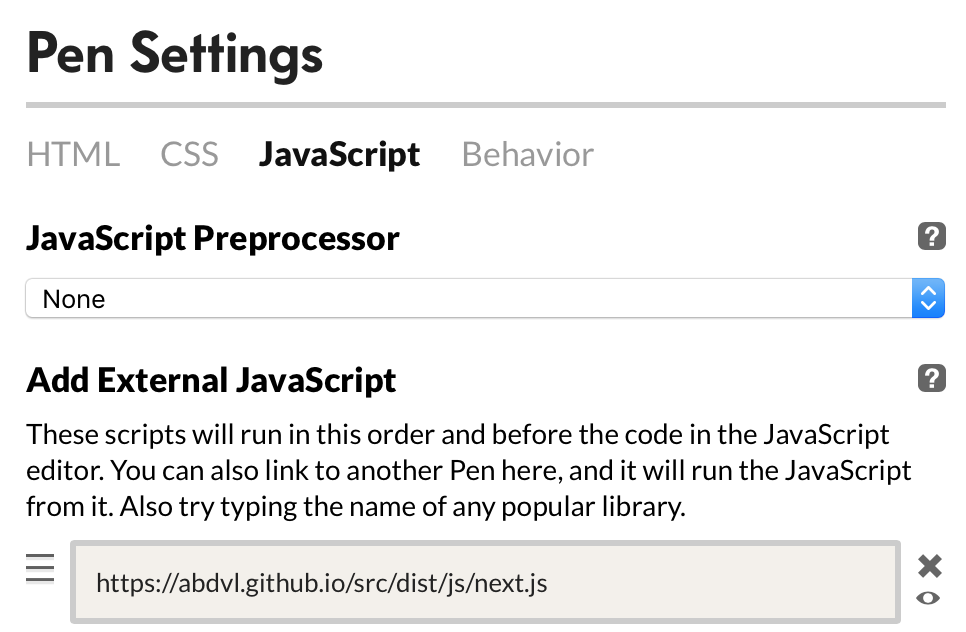 Pen Settings
HTML CSS JavaScript Behavior
JavaScript Preprocessor
?
None
Add External JavaScript
?
These scripts will run in this order and before the code in the JavaScript
editor. You can also link to another Pen here, and it will run the JavaScript
from it. Also try typing the name of any popular library.
https://abdvl.github.io/src/dist/js/next.js